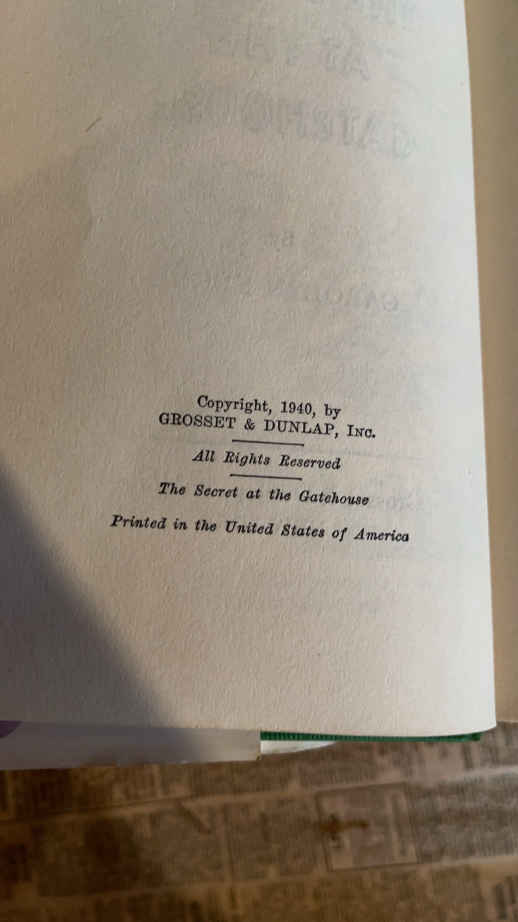 Copyright, 1940, by
GROSSET & DUNLAP, INC.
All Rights Reserved
The Secret at the Gatehouse
Printed in the United States of America